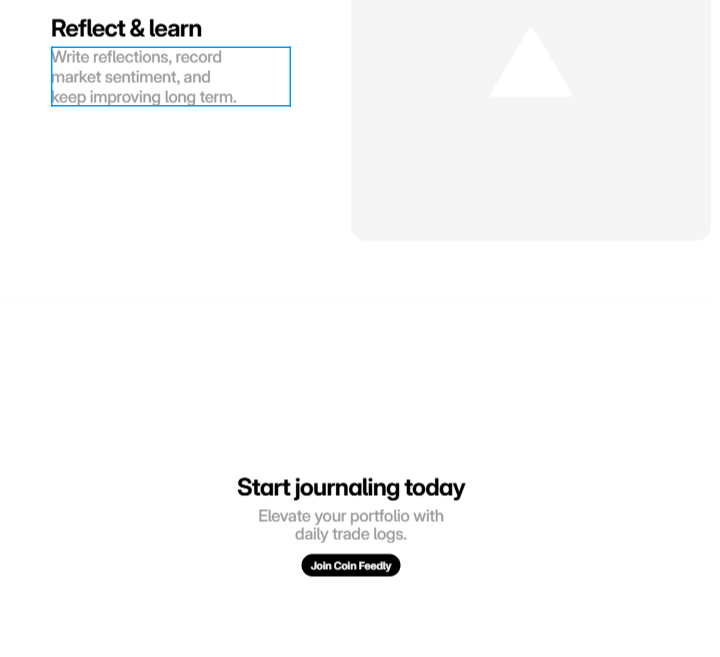 Reflect & learn
Write reflections, record
market sentiment, and
keep improving long term.
Start journaling today
Elevate your portfolio with
daily trade logs.
Join Coin Feedly